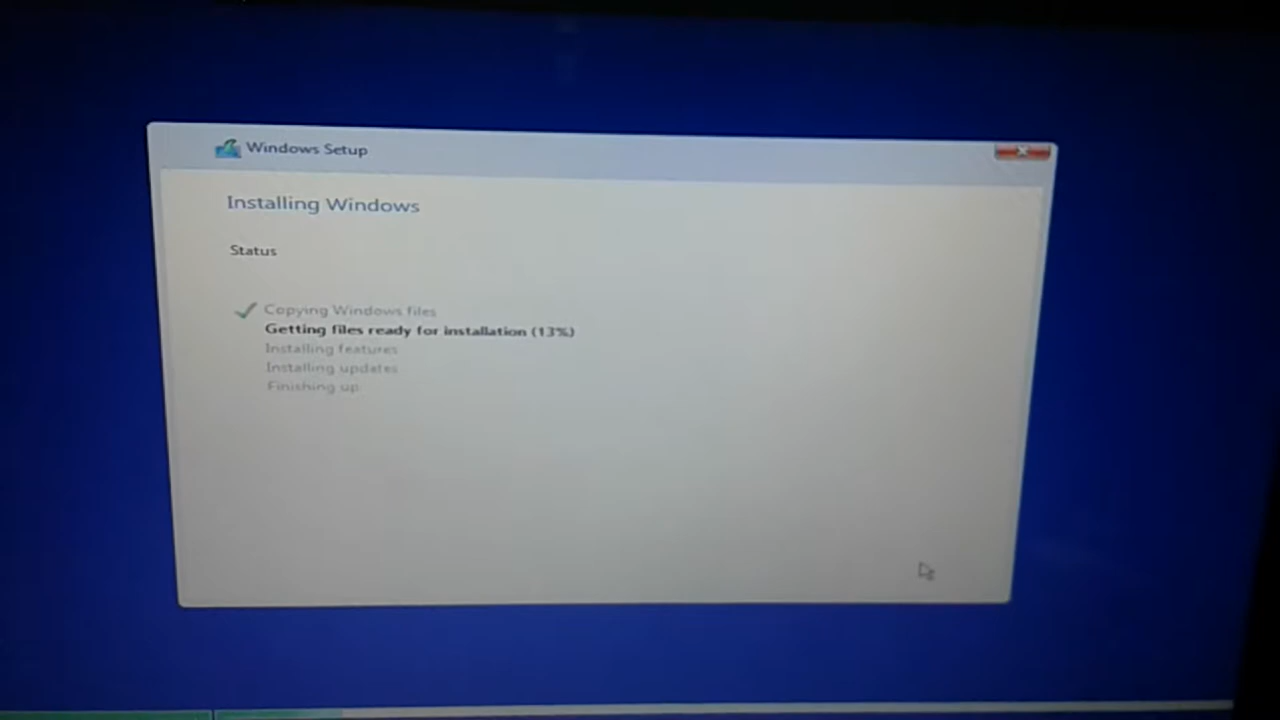 Windows Setup
Installing Windows
Status
Copying Windows files
Getting files ready for installation (13%)
Installing features
Installing updates
Finishing up